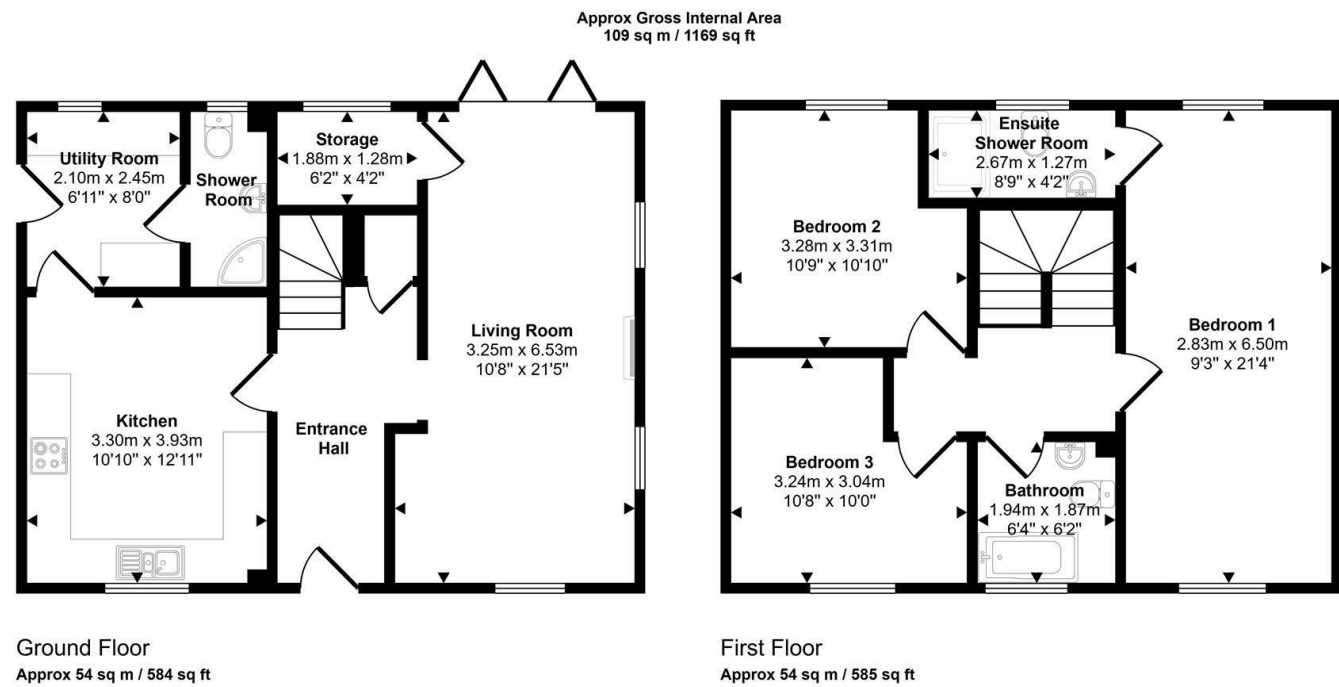 Approx Gross Internal Area
109 sq m / 1169 sq ft
Utility Room
2.10m x 2.45m
6'11" x 8'0"
Shower
Room
Storage
1.88m x 1.28m
6'2" x 4'2"
Living Room
3.25m x 6.53m
10'8" x 21'5"
Kitchen
3.30m x 3.93m
10'10" x 12'11"
Entrance
Hall
Ground Floor
Approx 54 sq m / 584 sq ft
Ensuite
Shower Room
2.67m x 1.27m
8'9" x 4'2"
Bedroom 2
3.28m x 3.31m
10'9" x 10'10"
Bedroom 1
2.83m x 6.50m
9'3" x 21'4"
Bedroom 3
3.24m x 3.04m
10'8" x 10'0"
Bathroom
1.94m x 1.87m
6'4" x 6'2"
First Floor
Approx 54 sq m / 585 sq ft